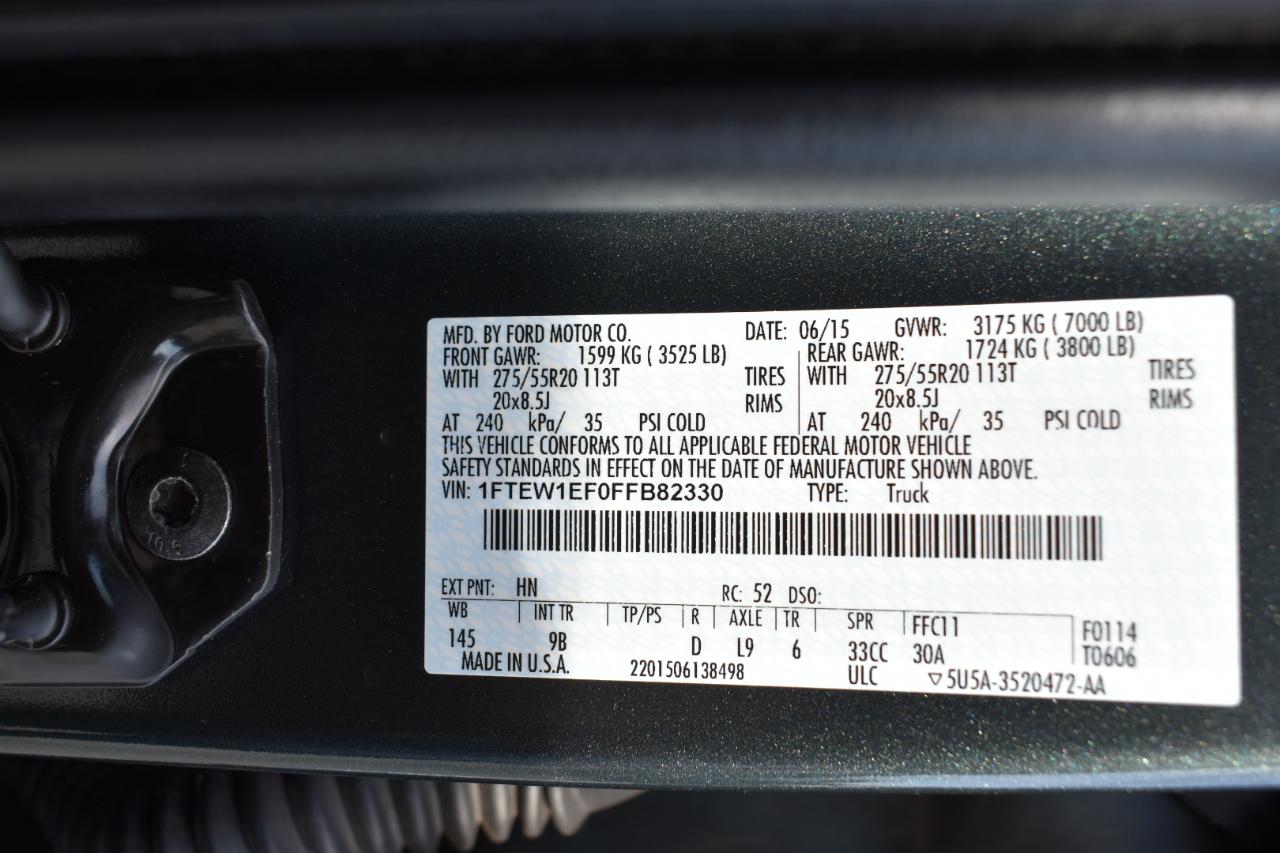 MFD. BY FORD MOTOR CO. DATE: 06/15 GVWR: 3175 KG ( 7000 LB)
FRONT GAWR: 1599 KG ( 3525 LB) REAR GAWR: 1724 KG ( 3800 LB)
WITH 275/55R20 113T TIRES WITH 275/55R20 113T TIRES
20x8.5J RIMS 20x8.5J RIMS
AT 240 kPa/ 35 PSI COLD AT 240 kPa/ 35 PSI COLD
THIS VEHICLE CONFORMS TO ALL APPLICABLE FEDERAL MOTOR VEHICLE
SAFETY STANDARDS IN EFFECT ON THE DATE OF MANUFACTURE SHOWN ABOVE.
VIN: 1FTEW1EF0FFB82330 TYPE: Truck
EXT PNT: HN RC: 52 DSO:
WB INT TR TP/PS R AXLE TR SPR FFC11 F0114
145 9B D L9 6 33CC 30A T0606
MADE IN U.S.A. 2201506138498 ULC ▽5U5A-3520472-AA
10.9